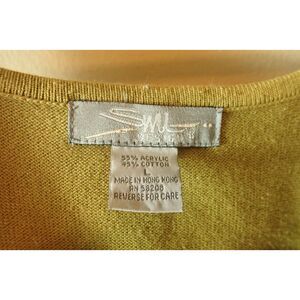 55% ACRYLIC
45% COTTON
L
MADE IN HONG KONG
RN 58208
REVERSE FOR CARE